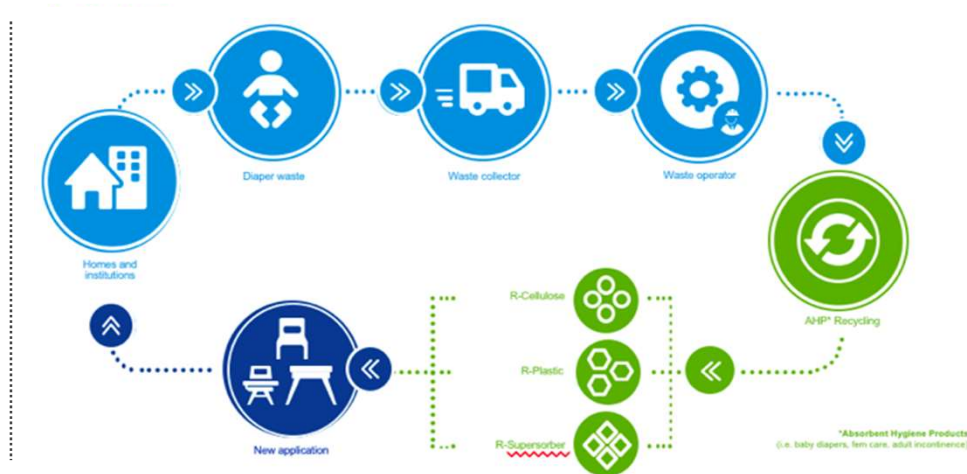 Diaper waste
Waste collector
Waste operator
Homes and
institutions
AHP* Recycling
R-Cellulose
R-Plastic
R-Supersorber
New application
*Absorbent Hygiene Products
(i.e. baby diapers, fem care, adult incontinence)